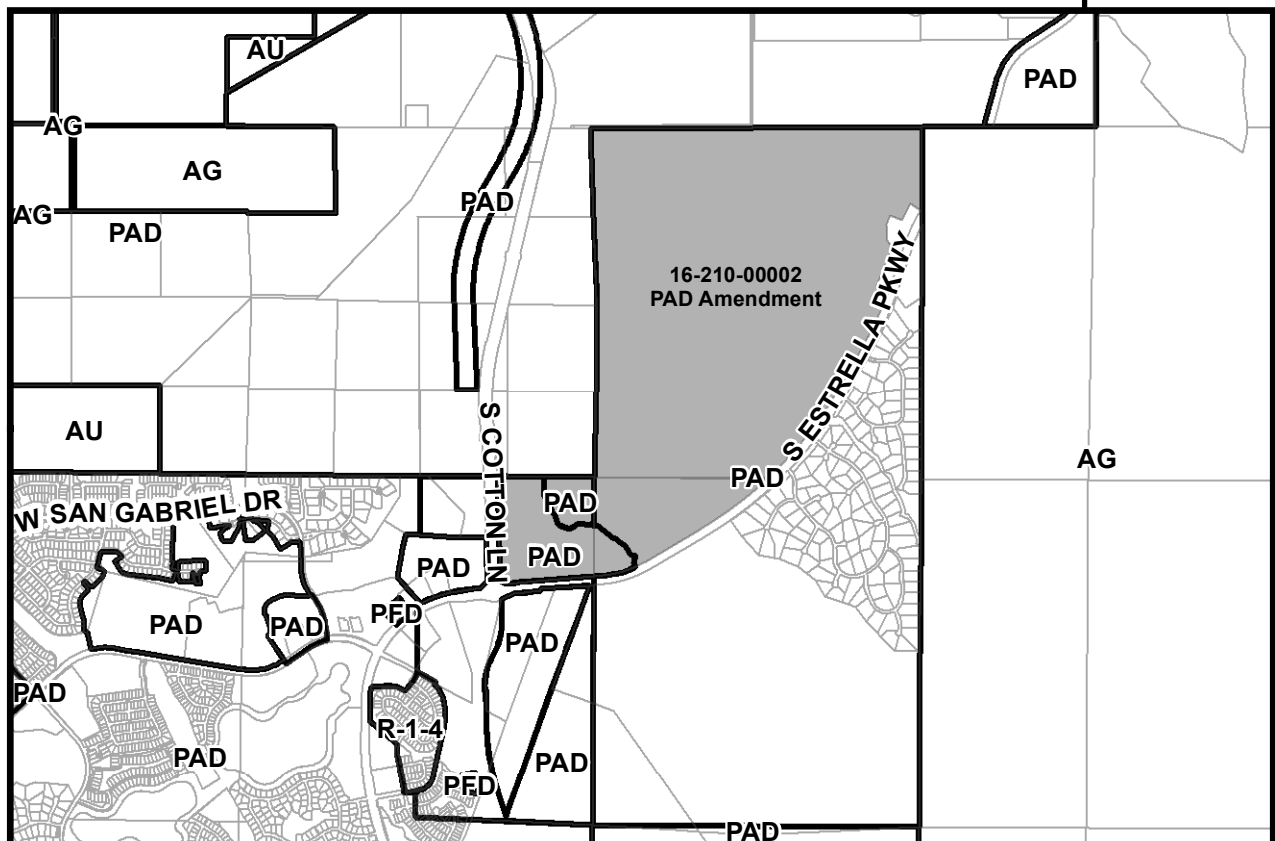 AU
PAD
AG
AG
PAD
AG
PAD
16-210-00002
PAD Amendment
S ESTRELLA PKWY
AU
S COTTON LN
AG
PAD
PAD
W SAN GABRIEL DR
PAD
PAD
PFD
PAD
PAD
PAD
PAD
R-1-4
PAD
PAD
PFD
PAD